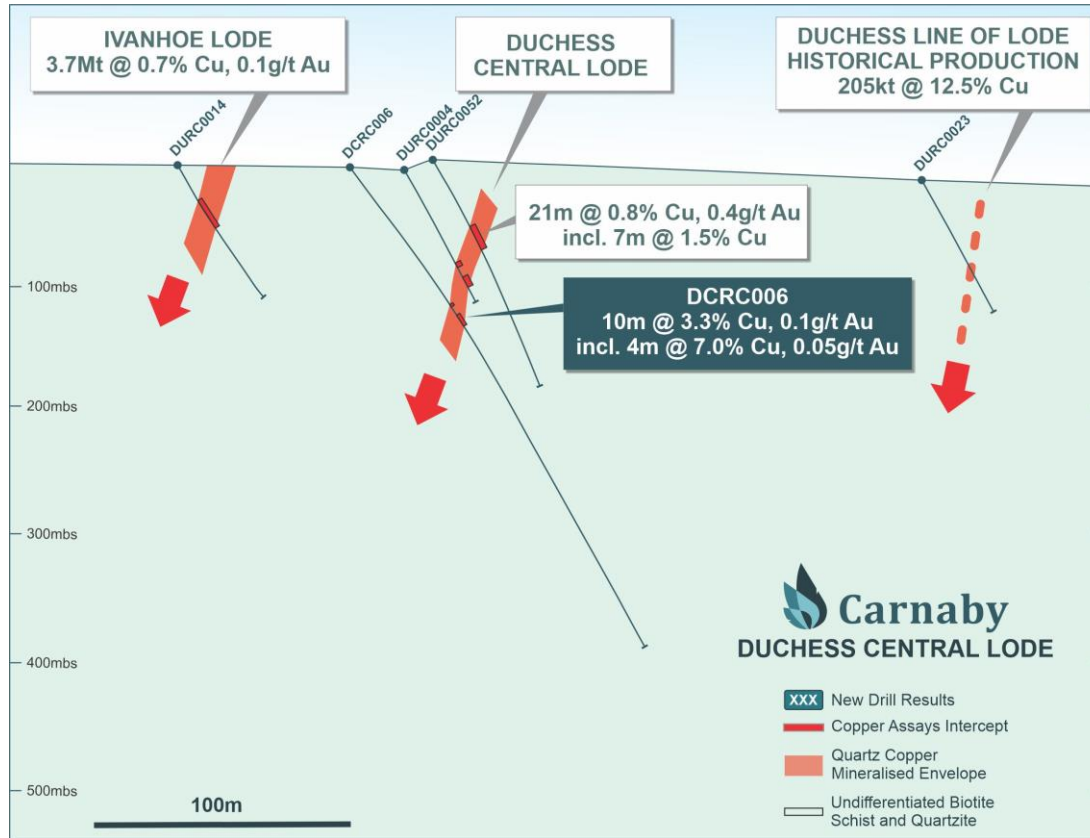 IVANHOE LODE
3.7Mt @ 0.7% Cu, 0.1g/t Au
DUCHESS
CENTRAL LODE
DUCHESS LINE OF LODE
HISTORICAL PRODUCTION
205kt @ 12.5% Cu
DURC0014
DCRC006
DURC0004
DURC0052
DURC0023
21m @ 0.8% Cu, 0.4g/t Au
incl. 7m @ 1.5% Cu
DCRC006
10m @ 3.3% Cu, 0.1g/t Au
incl. 4m @ 7.0% Cu, 0.05g/t Au
100mbs
200mbs
300mbs
400mbs
500mbs
100m
Carnaby
DUCHESS CENTRAL LODE
XXX New Drill Results
Copper Assays Intercept
Quartz Copper
Mineralised Envelope
Undifferentiated Biotite
Schist and Quartzite